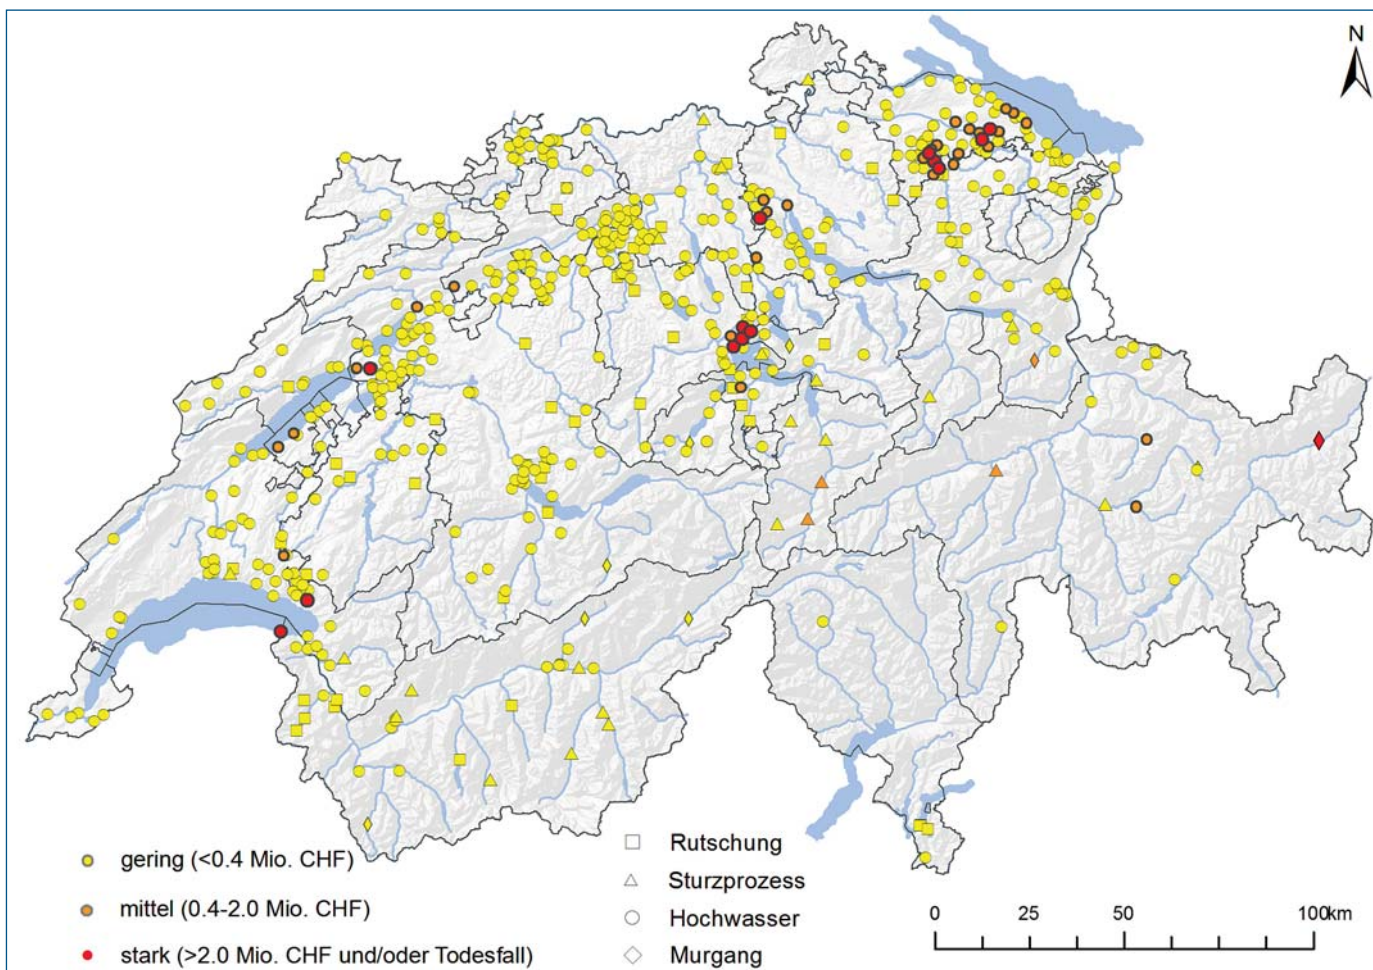 N
gering (<0.4 Mio. CHF)
mittel (0.4-2.0 Mio. CHF)
stark (>2.0 Mio. CHF und/oder Todesfall)
Rutschung
Sturzprozess
Hochwasser
Murgang
0 25 50 100km